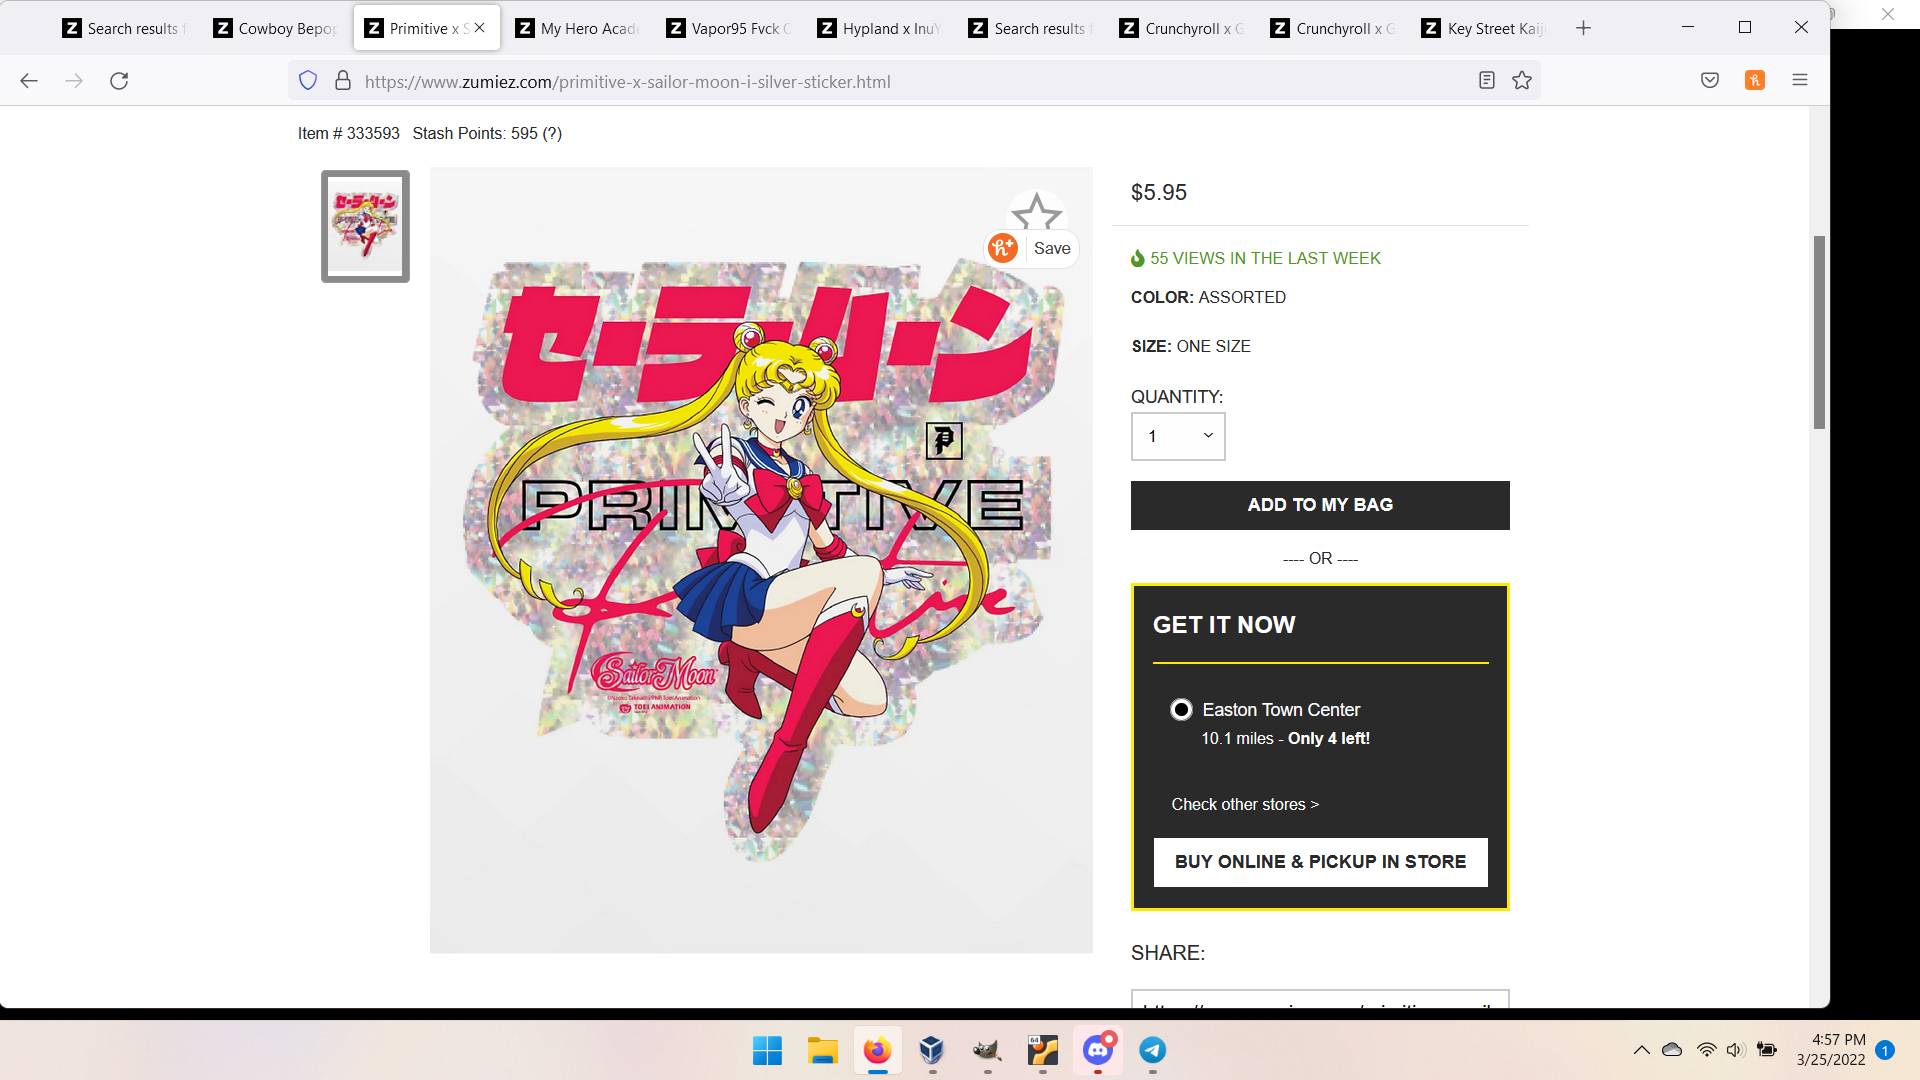 Search results f
Cowboy Bebop
Primitive x S
My Hero Acade
Vapor95 Fvck C
Hypland x InuY
Search results f
Crunchyroll x G
Crunchyroll x G
Key Street Kaiju
https://www.zumiez.com/primitive-x-sailor-moon-i-silver-sticker.html
Item # 333593 Stash Points: 595 (?)
Save
セーラームーン
P
PRIMITIVE
Sailor Moon
TOEI ANIMATION
$5.95
55 VIEWS IN THE LAST WEEK
COLOR: ASSORTED
SIZE: ONE SIZE
QUANTITY:
1
ADD TO MY BAG
---- OR ----
GET IT NOW
Easton Town Center
10.1 miles - Only 4 left!
Check other stores >
BUY ONLINE & PICKUP IN STORE
SHARE:
64
4:57 PM
3/25/2022
1